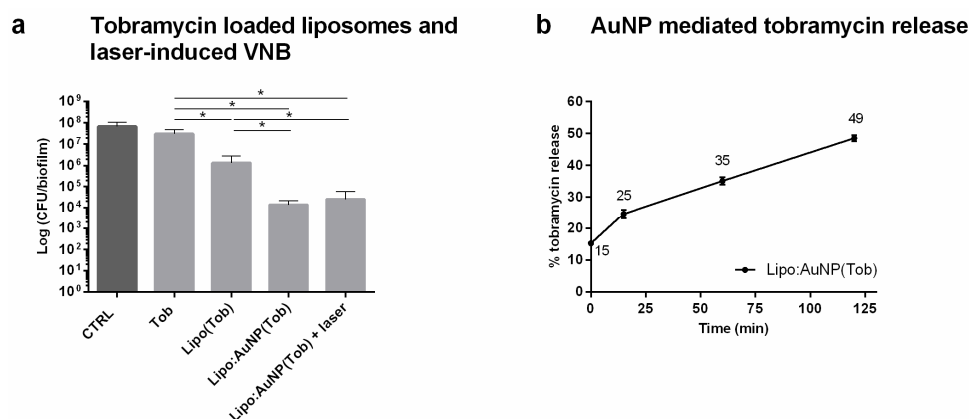 a
Tobramycin loaded liposomes and
laser-induced VNB
Log (CFU/biofilm)
10⁹
10⁸
10⁷
10⁶
10⁵
10⁴
10³
10²
10¹
10⁰
*
*
* *
*
CTRL
Tob
Lipo(Tob)
Lipo:AuNP(Tob)
Lipo:AuNP(Tob) + laser
b
AuNP mediated tobramycin release
% tobramycin release
60
50
40
30
20
10
0
15
25
35
49
Lipo:AuNP(Tob)
0 25 50 75 100 125
Time (min)